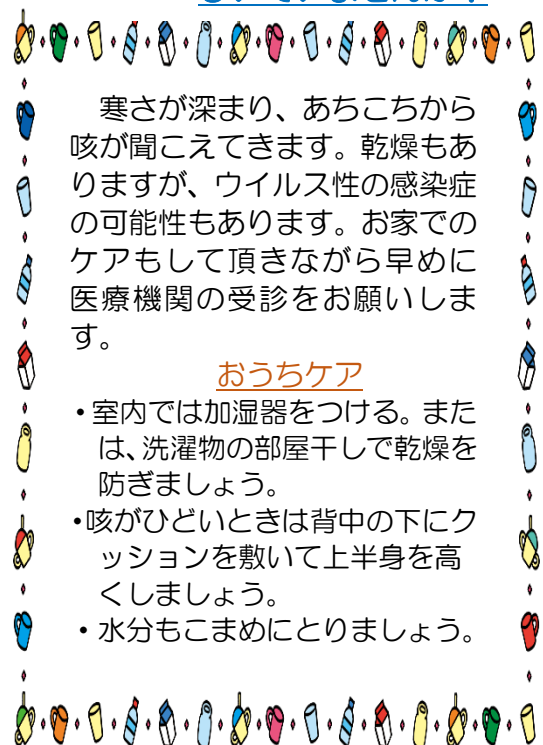 寒さが深まり、あちこちから
咳が聞こえてきます。乾燥もあ
りますが、ウイルス性の感染症
の可能性もあります。お家での
ケアもして頂きながら早めに
医療機関の受診をお願いしま
す。
おうちケア
・室内では加湿器をつける。また
は、洗濯物の部屋干しで乾燥を
防ぎましょう。
・咳がひどいときは背中の下にク
ッションを敷いて上半身を高
くしましょう。
・水分もこまめにとりましょう。